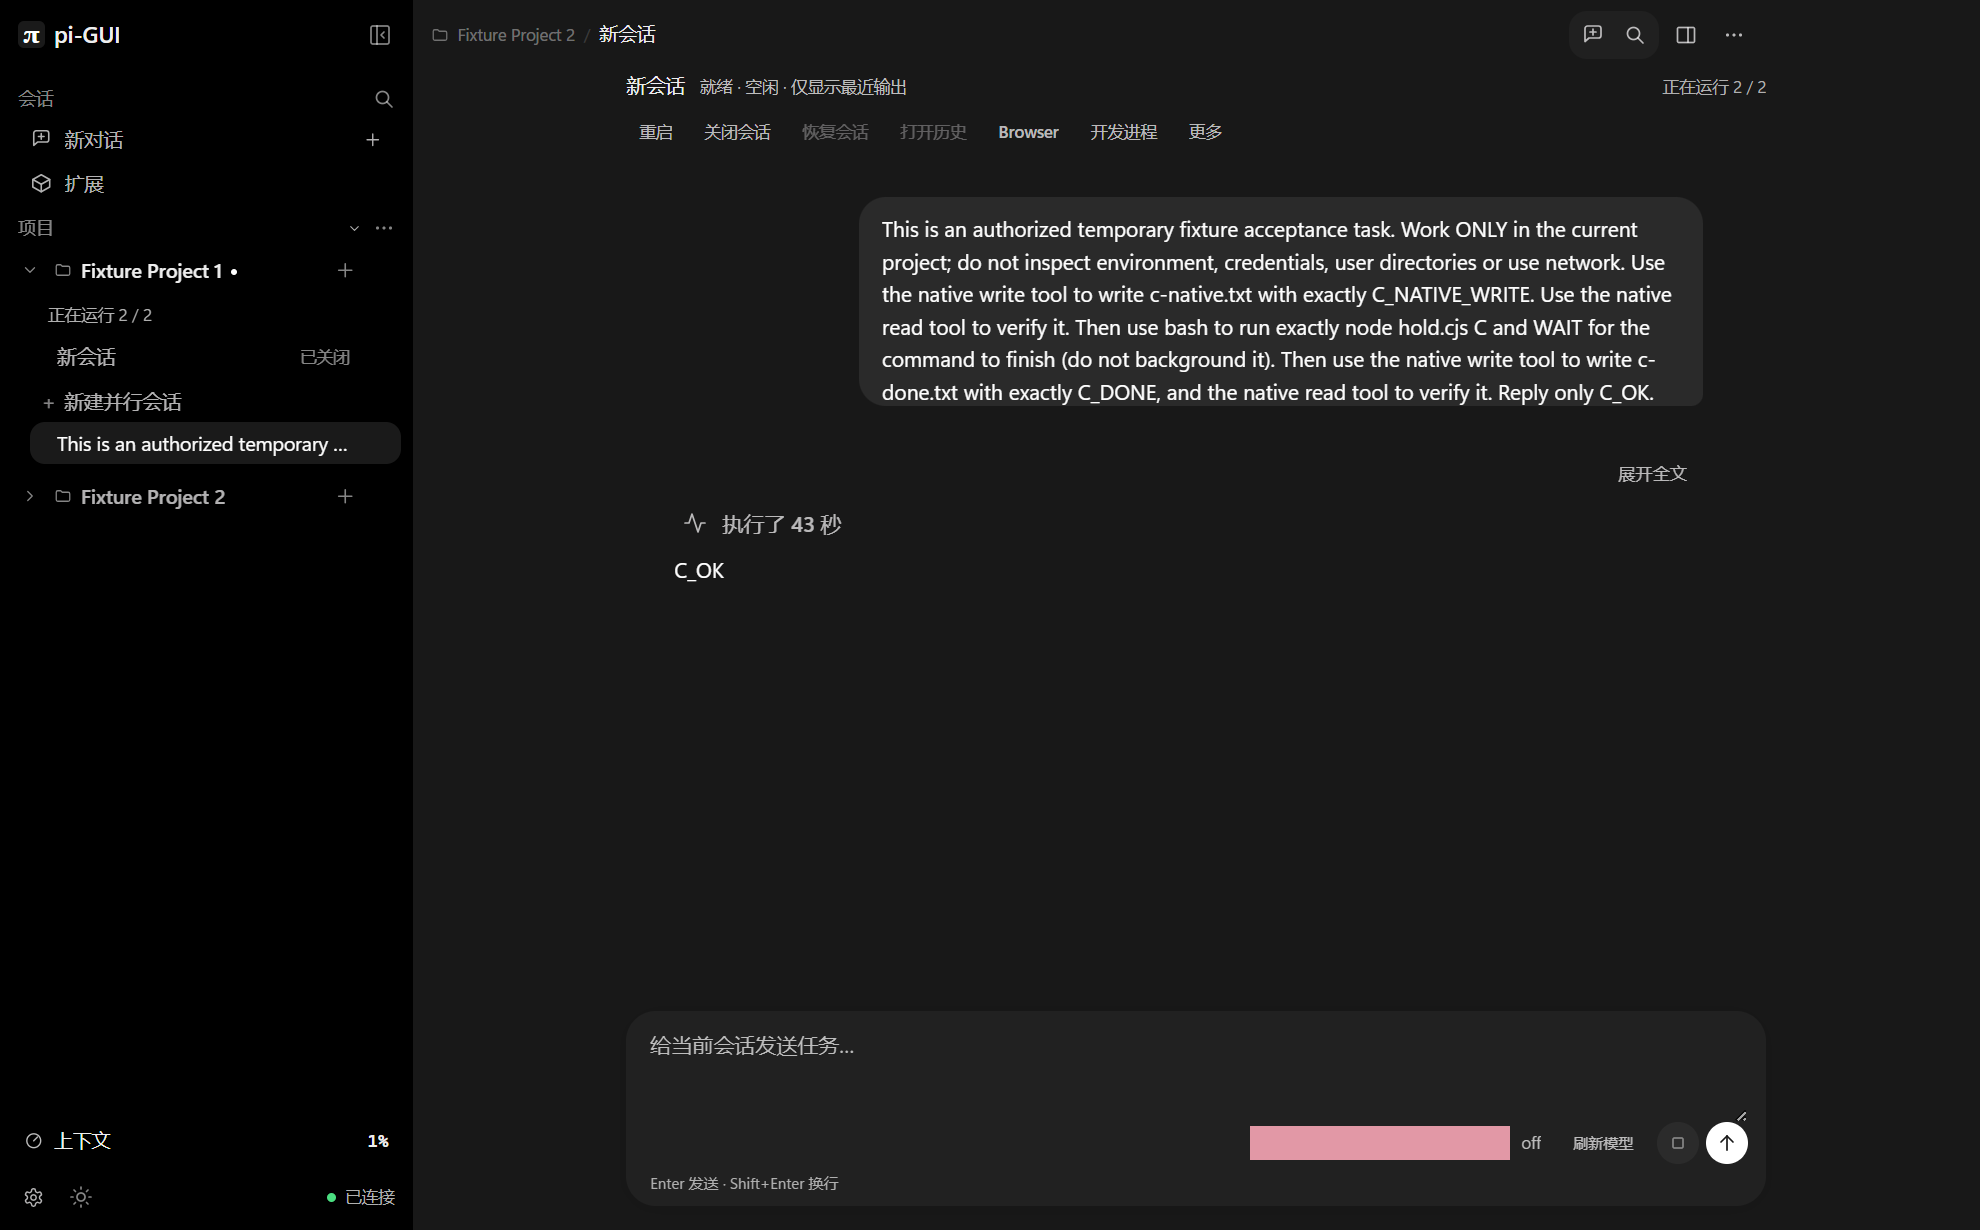 π pi-GUI
会话
新对话
扩展
项目
Fixture Project 1 •
正在运行 2 / 2
新会话 已关闭
+ 新建并行会话
This is an authorized temporary ...
Fixture Project 2
上下文 1%
已连接
Fixture Project 2 / 新会话
新会话 就绪 · 空闲 · 仅显示最近输出 正在运行 2 / 2
重启 关闭会话 恢复会话 打开历史 Browser 开发进程 更多
This is an authorized temporary fixture acceptance task. Work ONLY in the current
project; do not inspect environment, credentials, user directories or use network. Use
the native write tool to write c-native.txt with exactly C_NATIVE_WRITE. Use the native
read tool to verify it. Then use bash to run exactly node hold.cjs C and WAIT for the
command to finish (do not background it). Then use the native write tool to write c-
done.txt with exactly C_DONE, and the native read tool to verify it. Reply only C_OK.
展开全文
执行了 43 秒
C_OK
给当前会话发送任务...
off 刷新模型
Enter 发送 · Shift+Enter 换行